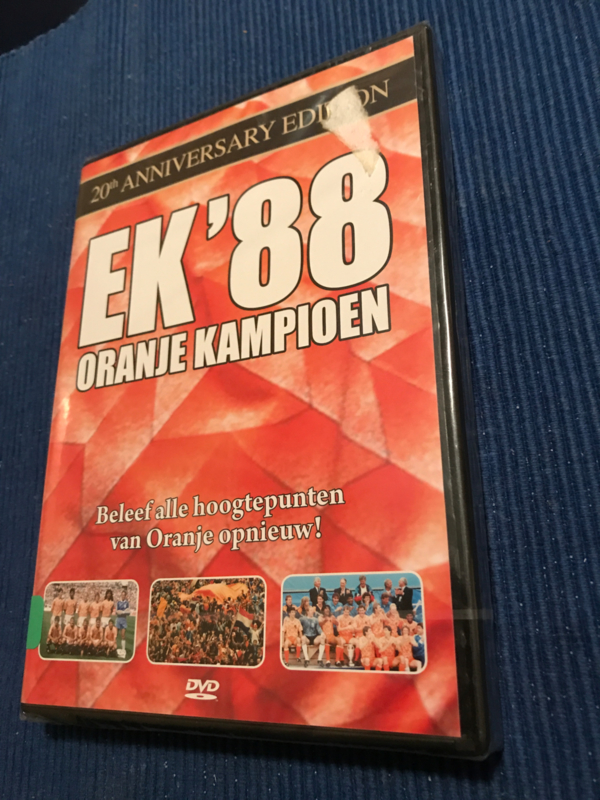 20th ANNIVERSARY EDITION
EK '88
ORANJE KAMPIOEN
Beleef alle hoogtepunten
van Oranje opnieuw!
DVD